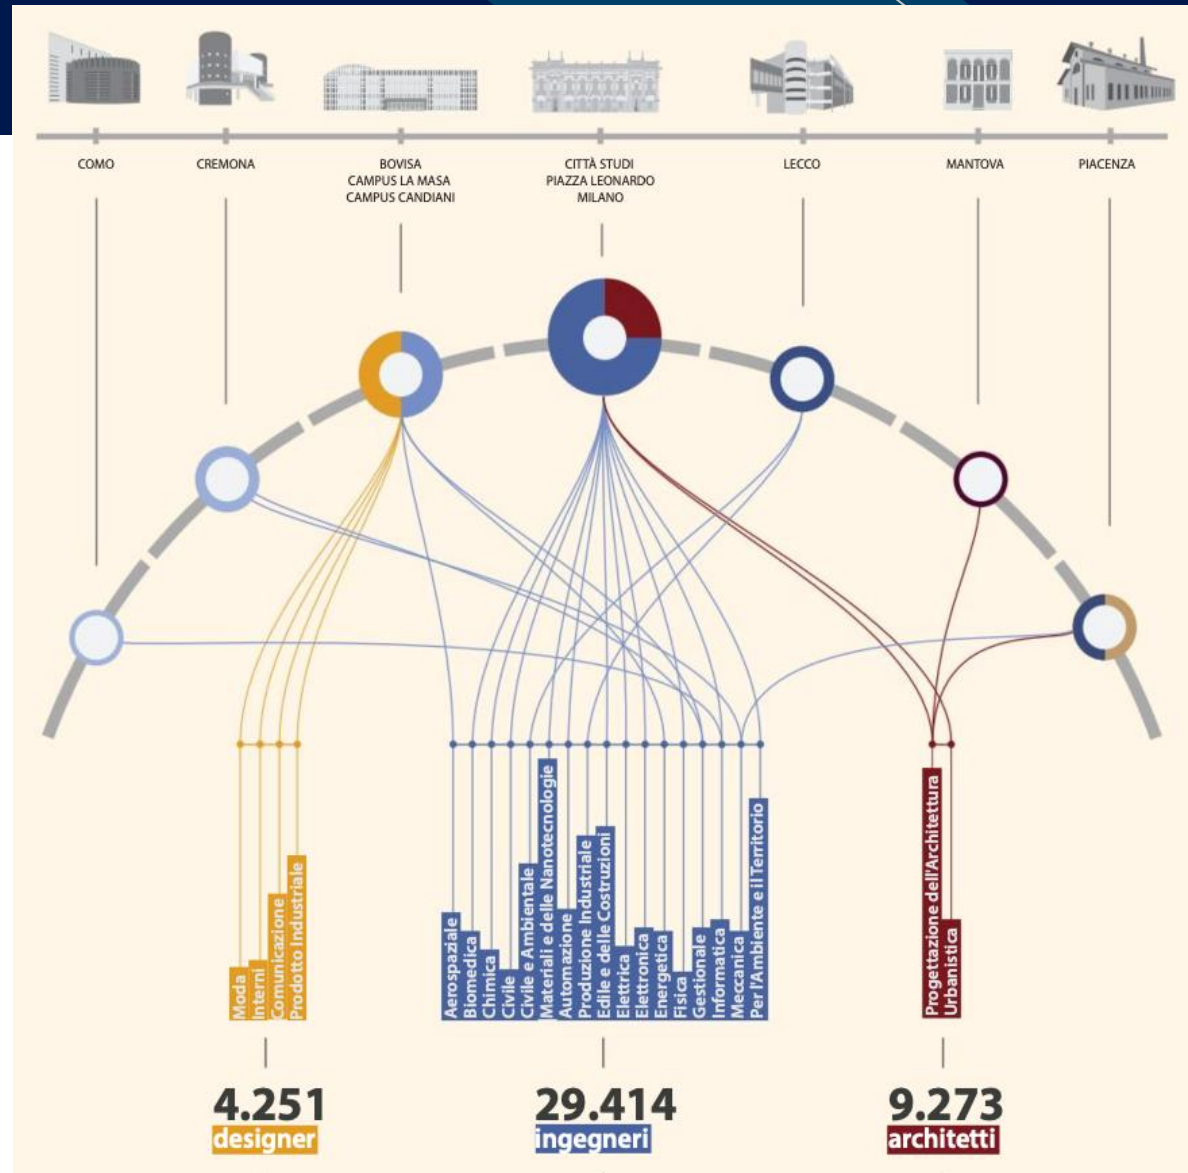 COMO
CREMONA
BOVISA
CAMPUS LA MASA
CAMPUS CANDIANI
CITTÀ STUDI
PIAZZA LEONARDO
MILANO
LECCO
MANTOVA
PIACENZA
Moda
Interni
Comunicazione
Prodotto Industriale
Aerospaziale
Biomedica
Chimica
Civile
Civile e Ambientale
Materiali e delle Nanotecnologie
Automazione
Produzione Industriale
Edile e delle Costruzioni
Elettrica
Elettronica
Energetica
Fisica
Gestionale
Informatica
Meccanica
Per l'Ambiente e il Territorio
Progettazione dell'Architettura
Urbanistica
4.251
designer
29.414
ingegneri
9.273
architetti